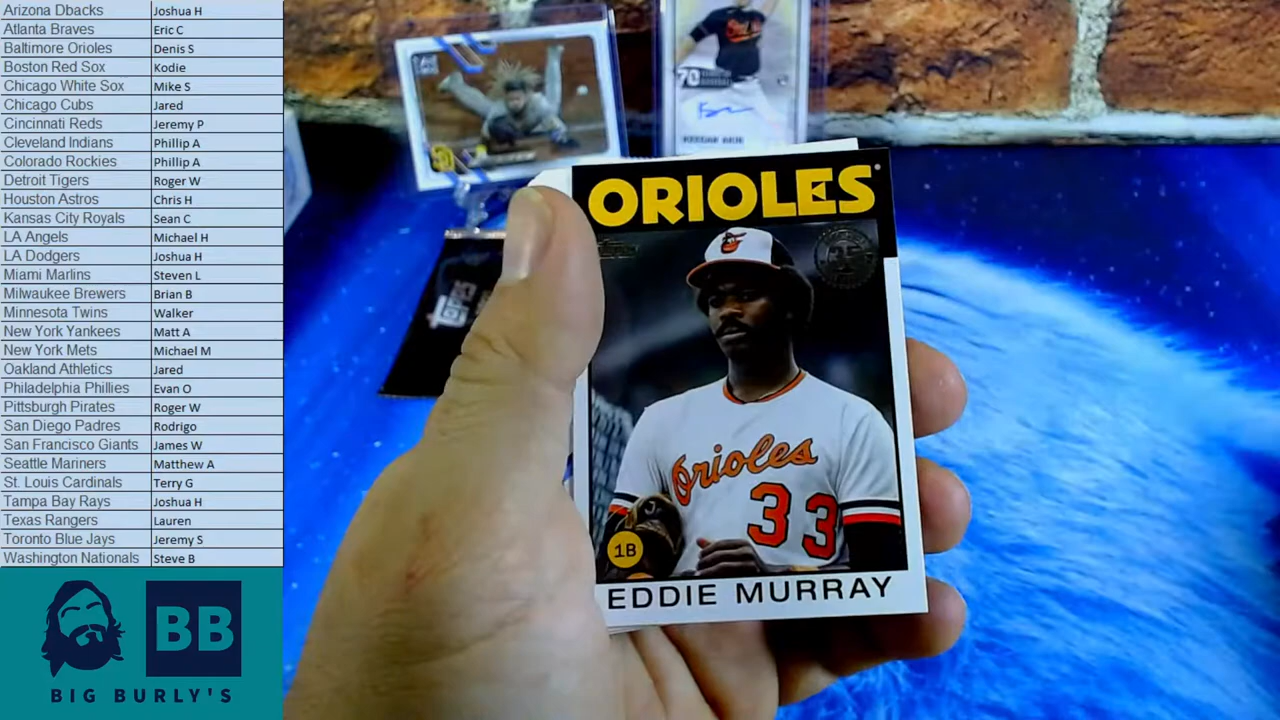 Arizona Dbacks Joshua H
Atlanta Braves Eric C
Baltimore Orioles Denis S
Boston Red Sox Kodie
Chicago White Sox Mike S
Chicago Cubs Jared
Cincinnati Reds Jeremy P
Cleveland Indians Phillip A
Colorado Rockies Phillip A
Detroit Tigers Roger W
Houston Astros Chris H
Kansas City Royals Sean C
LA Angels Michael H
LA Dodgers Joshua H
Miami Marlins Steven L
Milwaukee Brewers Brian B
Minnesota Twins Walker
New York Yankees Matt A
New York Mets Michael M
Oakland Athletics Jared
Philadelphia Phillies Evan O
Pittsburgh Pirates Roger W
San Diego Padres Rodrigo
San Francisco Giants James W
Seattle Mariners Matthew A
St. Louis Cardinals Terry G
Tampa Bay Rays Joshua H
Texas Rangers Lauren
Toronto Blue Jays Jeremy S
Washington Nationals Steve B
BB
BIG BURLY'S
70
KEEGAN AKIN
ORIOLES
35
Orioles
33
1B
EDDIE MURRAY